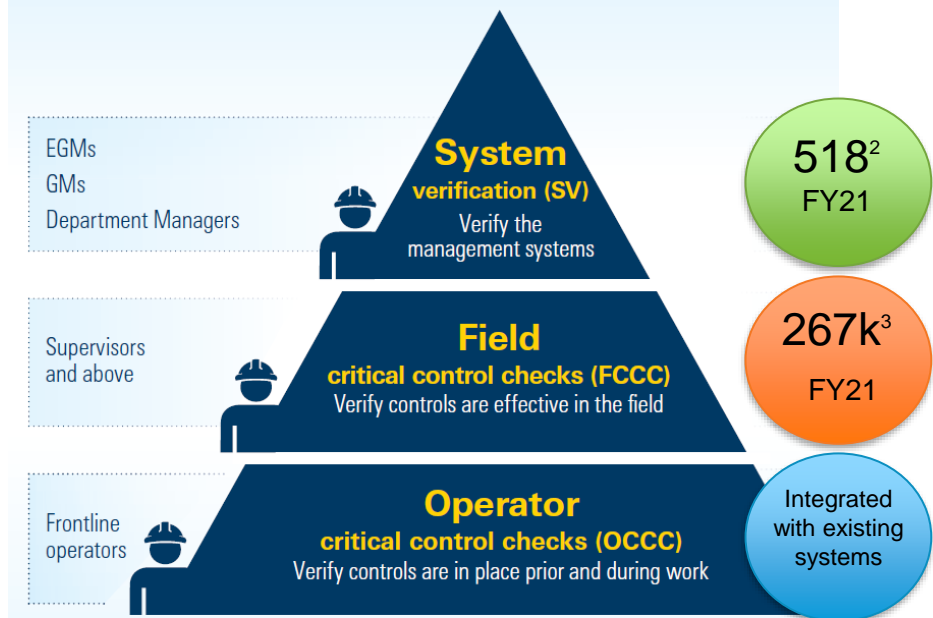 EGMs
GMs
Department Managers
System
verification (SV)
Verify the
management systems
518²
FY21
Supervisors
and above
Field
critical control checks (FCCC)
Verify controls are effective in the field
267k³
FY21
Frontline
operators
Operator
critical control checks (OCCC)
Verify controls are in place prior and during work
Integrated
with existing
systems